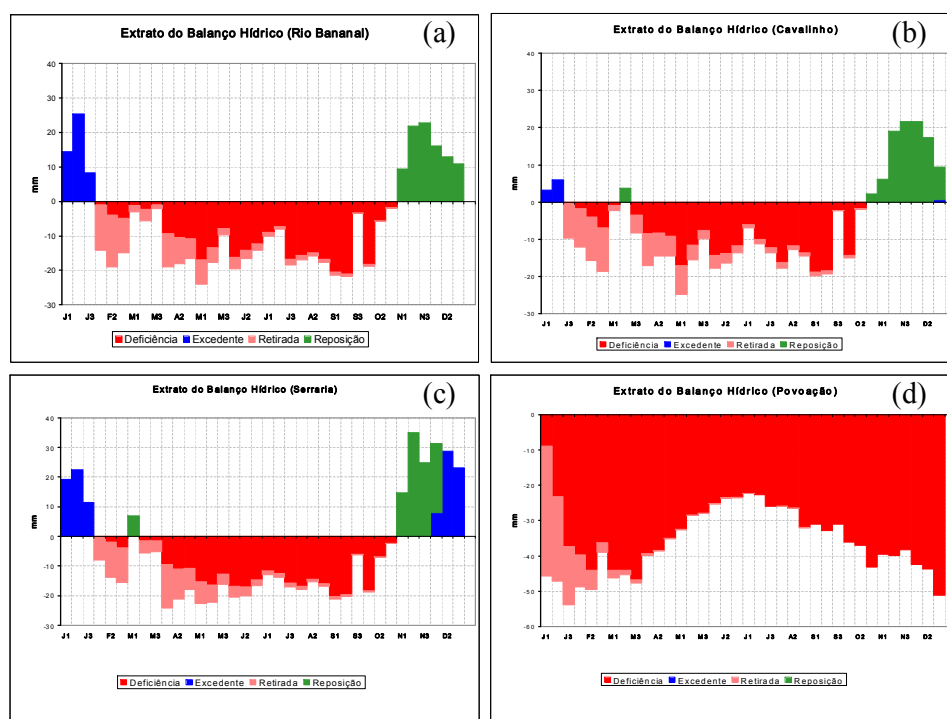 Extrato do Balanço Hídrico (Rio Bananal)
(a)
40
30
20
10
0
-10
-20
-30
mm
J1 J3 F2 M1 M3 A2 M1 M3 J2 J1 J3 A2 S1 S3 O2 N1 N3 D2
Deficiência Excedente Retirada Reposição
Extrato do Balanço Hídrico (Cavalinho)
(b)
40
30
20
10
0
-10
-20
-30
mm
J1 J3 F2 M1 M3 A2 M1 M3 J2 J1 J3 A2 S1 S3 O2 N1 N3 D2
Deficiência Excedente Retirada Reposição
Extrato do Balanço Hídrico (Serraria)
(c)
40
30
20
10
0
-10
-20
-30
mm
J1 J3 F2 M1 M3 A2 M1 M3 J2 J1 J3 A2 S1 S3 O2 N1 N3 D2
Deficiência Excedente Retirada Reposição
Extrato do Balanço Hídrico (Povoação)
(d)
0
-10
-20
-30
-40
-50
-60
mm
J1 J3 F2 M1 M3 A2 M1 M3 J2 J1 J3 A2 S1 S3 O2 N1 N3 D2
Deficiência Excedente Retirada Reposição